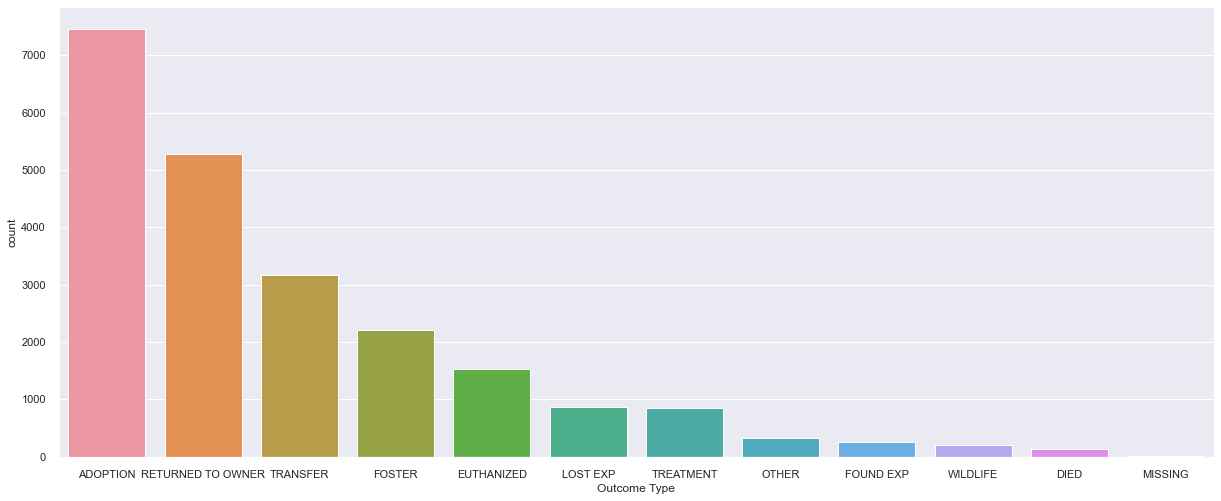 7000
6000
5000
4000
3000
2000
1000
0
count
ADOPTION RETURNED TO OWNER TRANSFER FOSTER EUTHANIZED LOST EXP TREATMENT OTHER FOUND EXP WILDLIFE DIED MISSING
Outcome Type